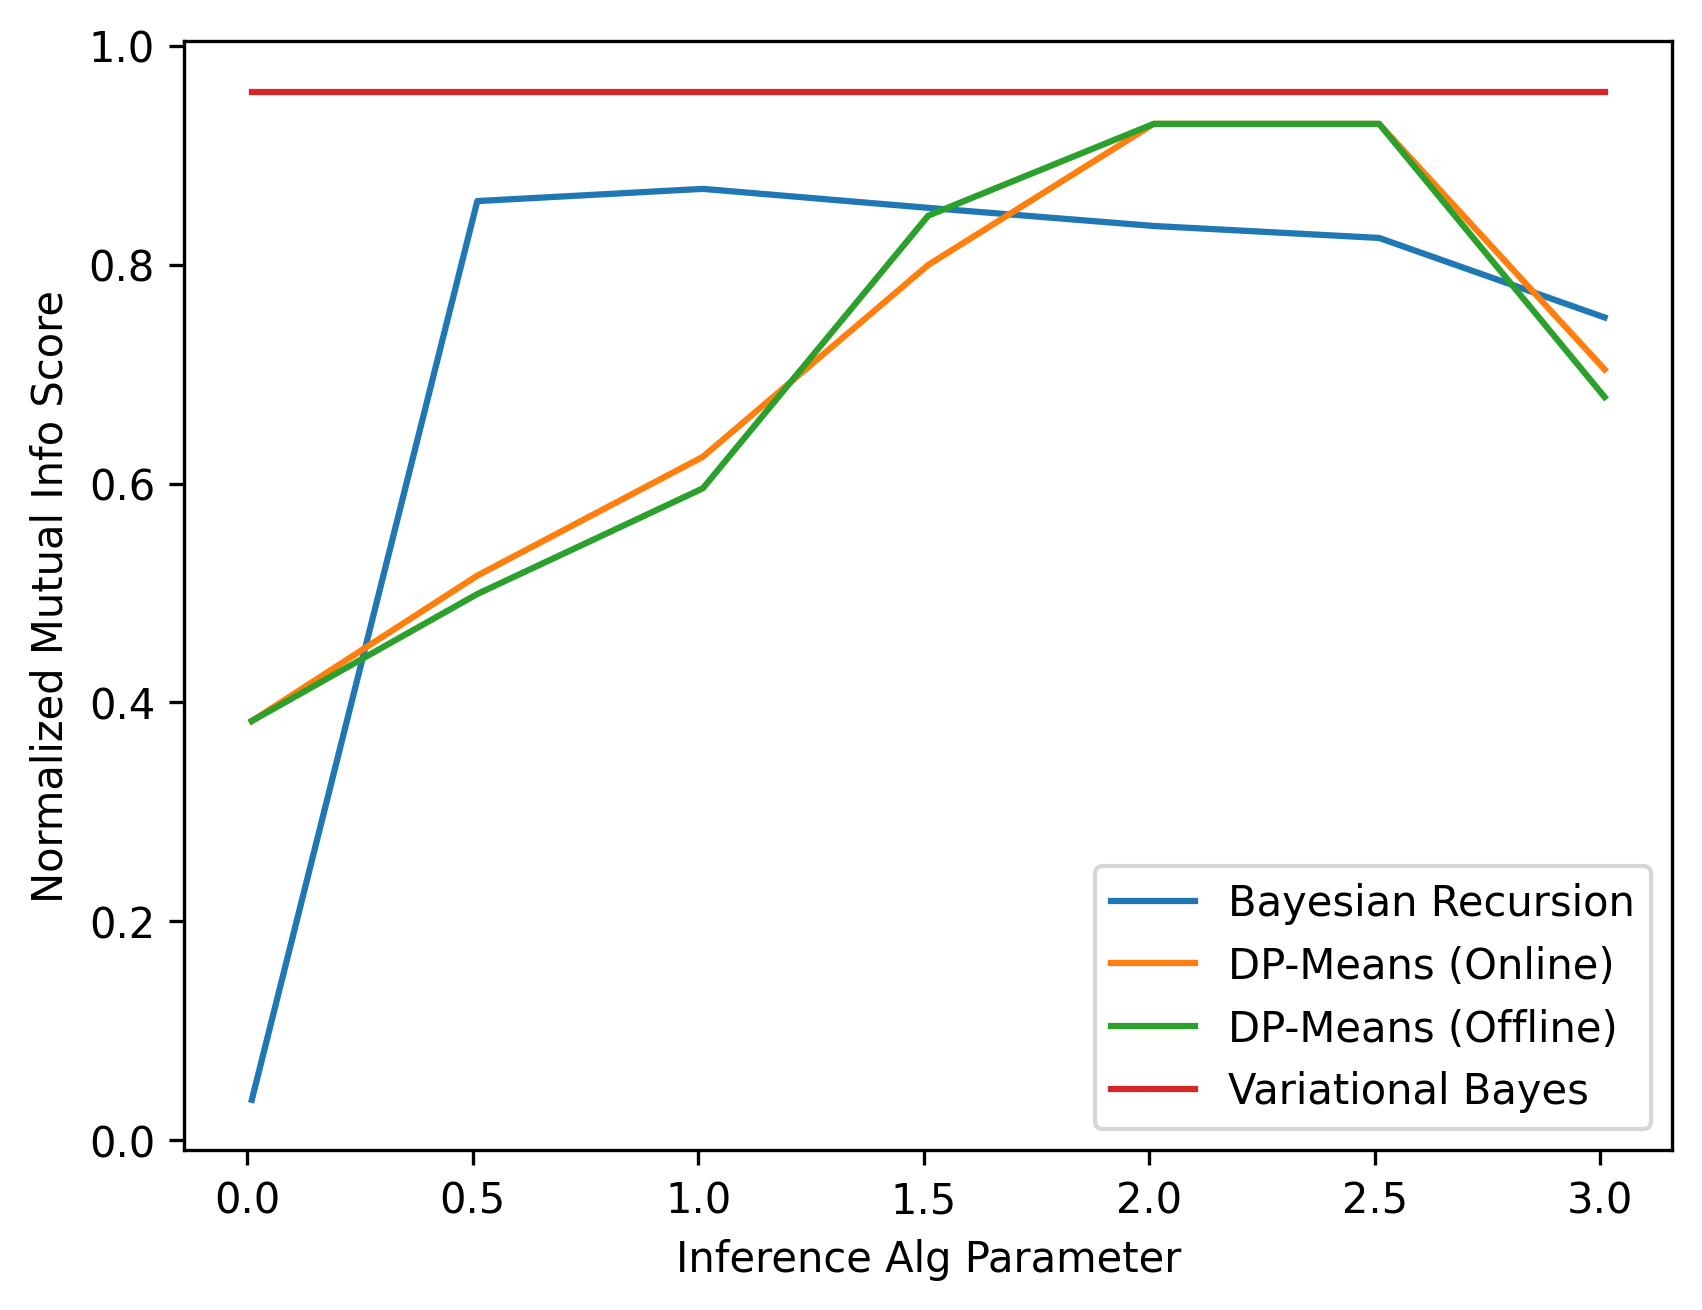 1.0
0.8
0.6
0.4
0.2
0.0
Normalized Mutual Info Score
Bayesian Recursion
DP-Means (Online)
DP-Means (Offline)
Variational Bayes
0.0 0.5 1.0 1.5 2.0 2.5 3.0
Inference Alg Parameter